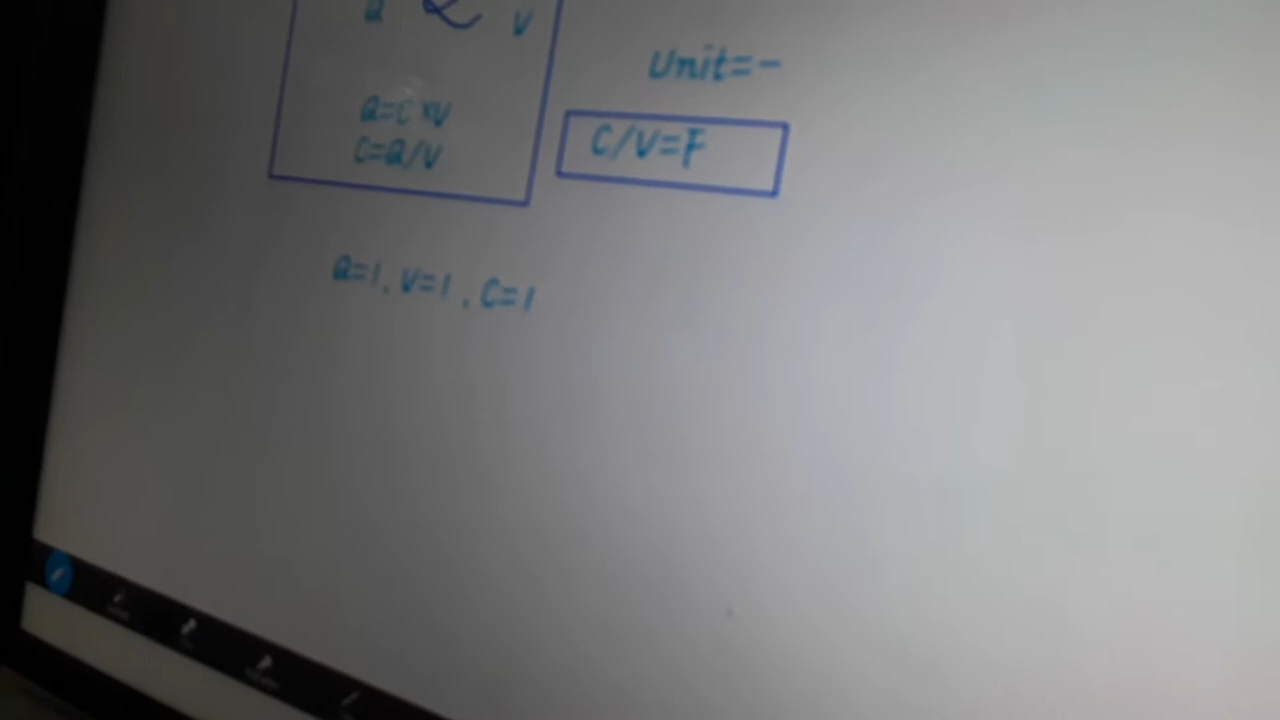 Q ∝ V
Unit=-
Q=C×V
C=Q/V
C/V=F
Q=1, V=1, C=1